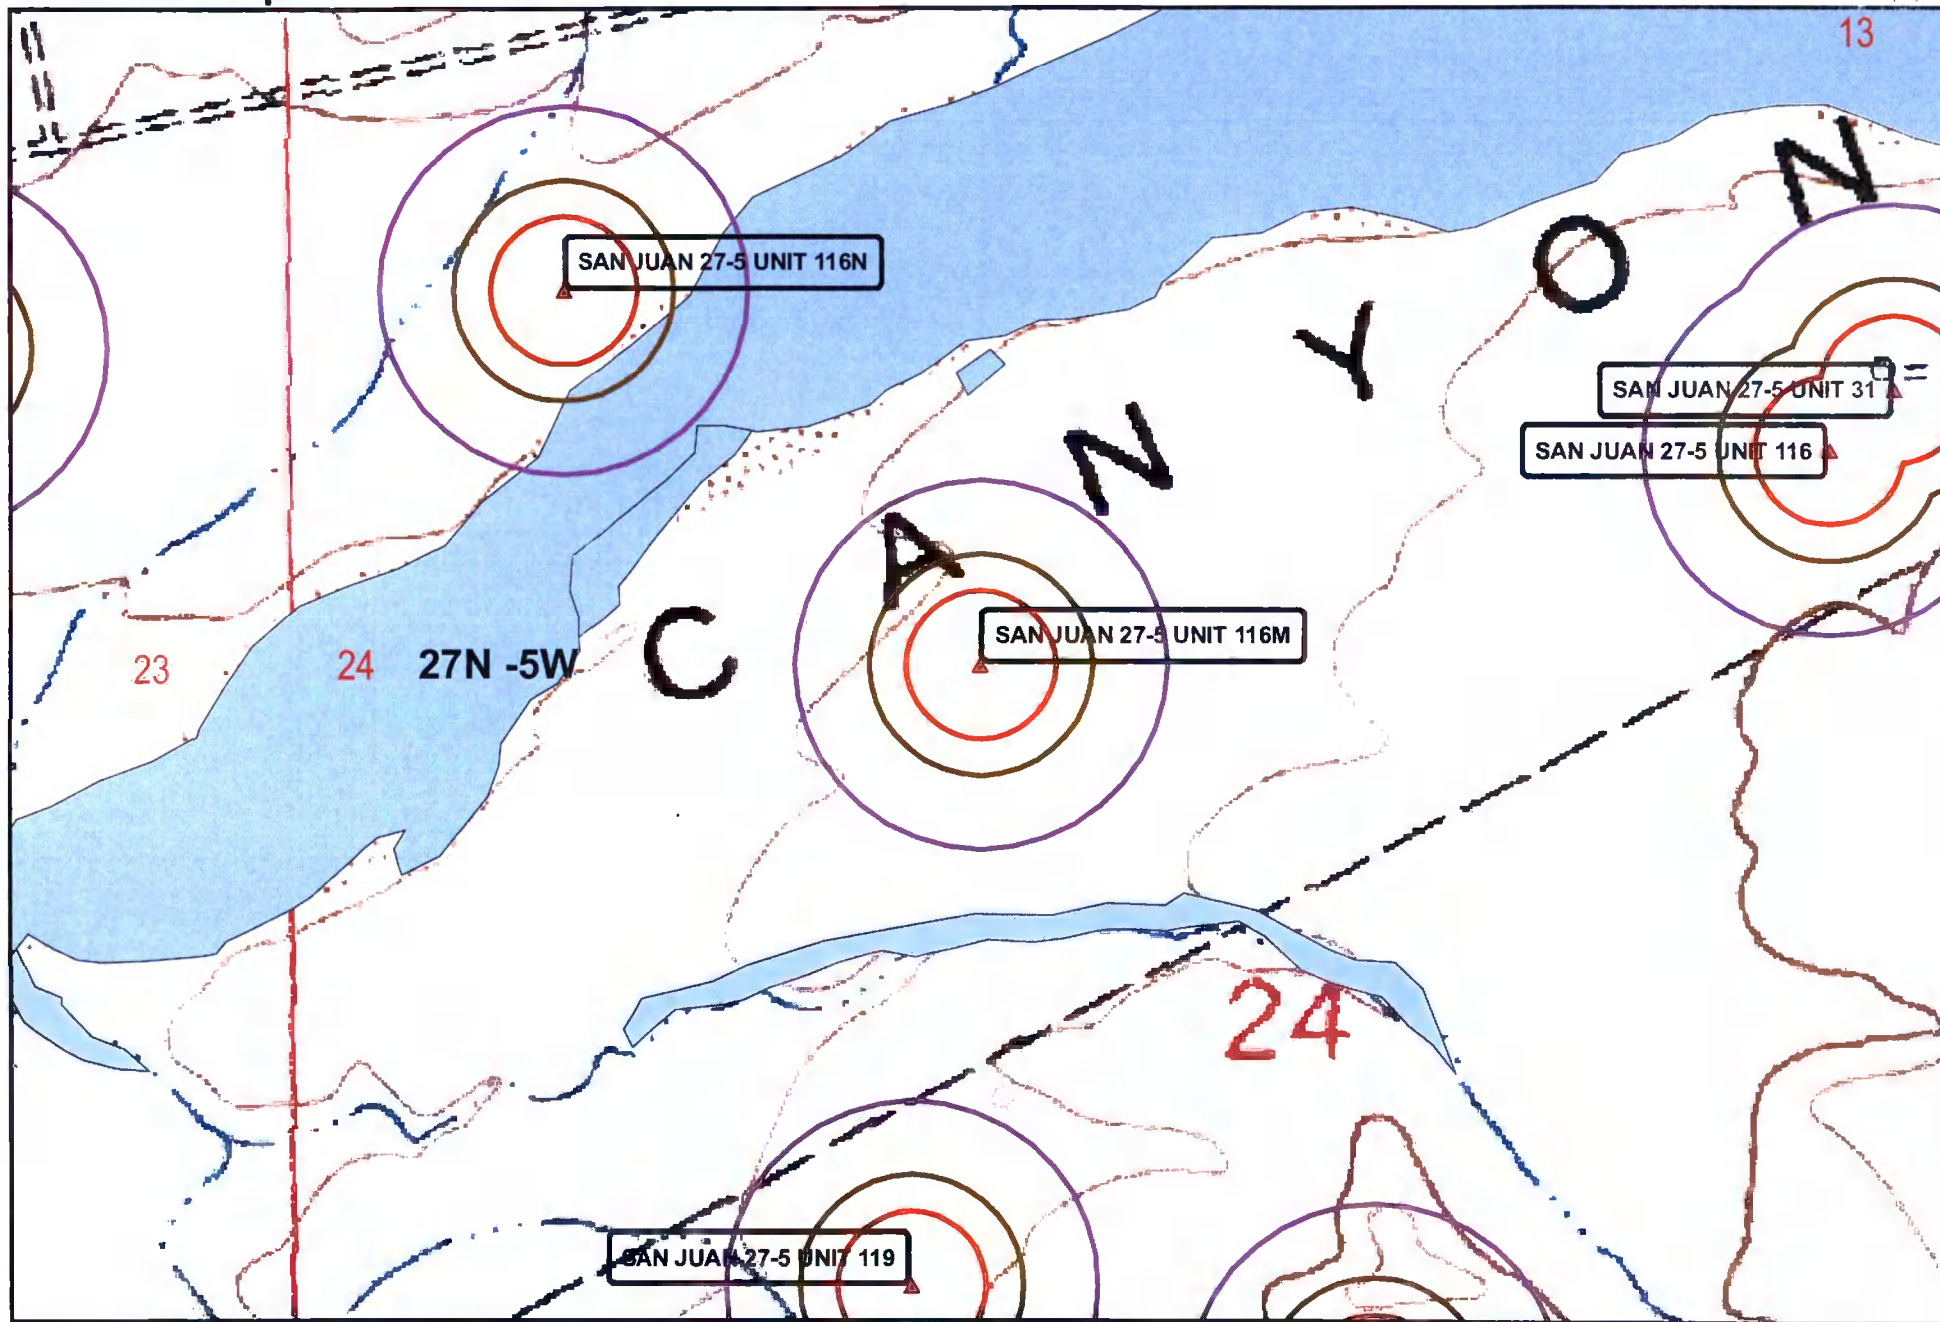 13
SAN JUAN 27-5 UNIT 116N
CANYON
SAN JUAN 27-5 UNIT 31
SAN JUAN 27-5 UNIT 116
SAN JUAN 27-5 UNIT 116M
23
24
27N -5W
24
SAN JUAN 27-5 UNIT 119